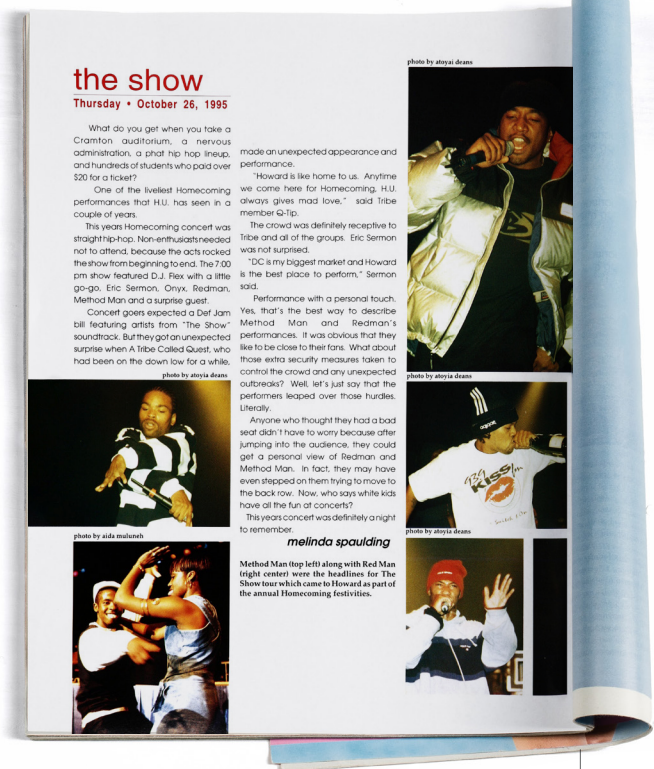 the show
Thursday • October 26, 1995
What do you get when you take a
Cramton auditorium, a nervous
administration, a phat hip hop lineup,
and hundreds of students who paid over
$20 for a ticket?
One of the liveliest Homecoming
performances that H.U. has seen in a
couple of years.
This years Homecoming concert was
straight hip-hop. Non-enthusiasts needed
not to attend, because the acts rocked
the show from beginning to end. The 7:00
pm show featured D.J. Flex with a little
go-go, Eric Sermon, Onyx, Redman,
Method Man and a surprise guest.
Concert goers expected a Def Jam
bill featuring artists from "The Show"
soundtrack. But they got an unexpected
surprise when A Tribe Called Quest, who
had been on the down low for a while,
made an unexpected appearance and
performance.
"Howard is like home to us. Anytime
we come here for Homecoming, H.U.
always gives mad love," said Tribe
member Q-Tip.
The crowd was definitely receptive to
Tribe and all of the groups. Eric Sermon
was not surprised.
"DC is my biggest market and Howard
is the best place to perform," Sermon
said.
Performance with a personal touch.
Yes, that's the best way to describe
Method Man and Redman's
performances. It was obvious that they
like to be close to their fans. What about
those extra security measures taken to
control the crowd and any unexpected
outbreaks? Well, let's just say that the
performers leaped over those hurdles.
Literally.
Anyone who thought they had a bad
seat didn't have to worry because after
jumping into the audience, they could
get a personal view of Redman and
Method Man. In fact, they may have
even stepped on them trying to move to
the back row. Now, who says white kids
have all the fun at concerts?
This years concert was definitely a night
to remember.
melinda spaulding
Method Man (top left) along with Red Man
(right center) were the headlines for The
Show tour which came to Howard as part of
the annual Homecoming festivities.
photo by atoyia deans
photo by aida muluneh
photo by atoyai deans
photo by atoyia deans
adidas
KISS fm
photo by atoyia deans